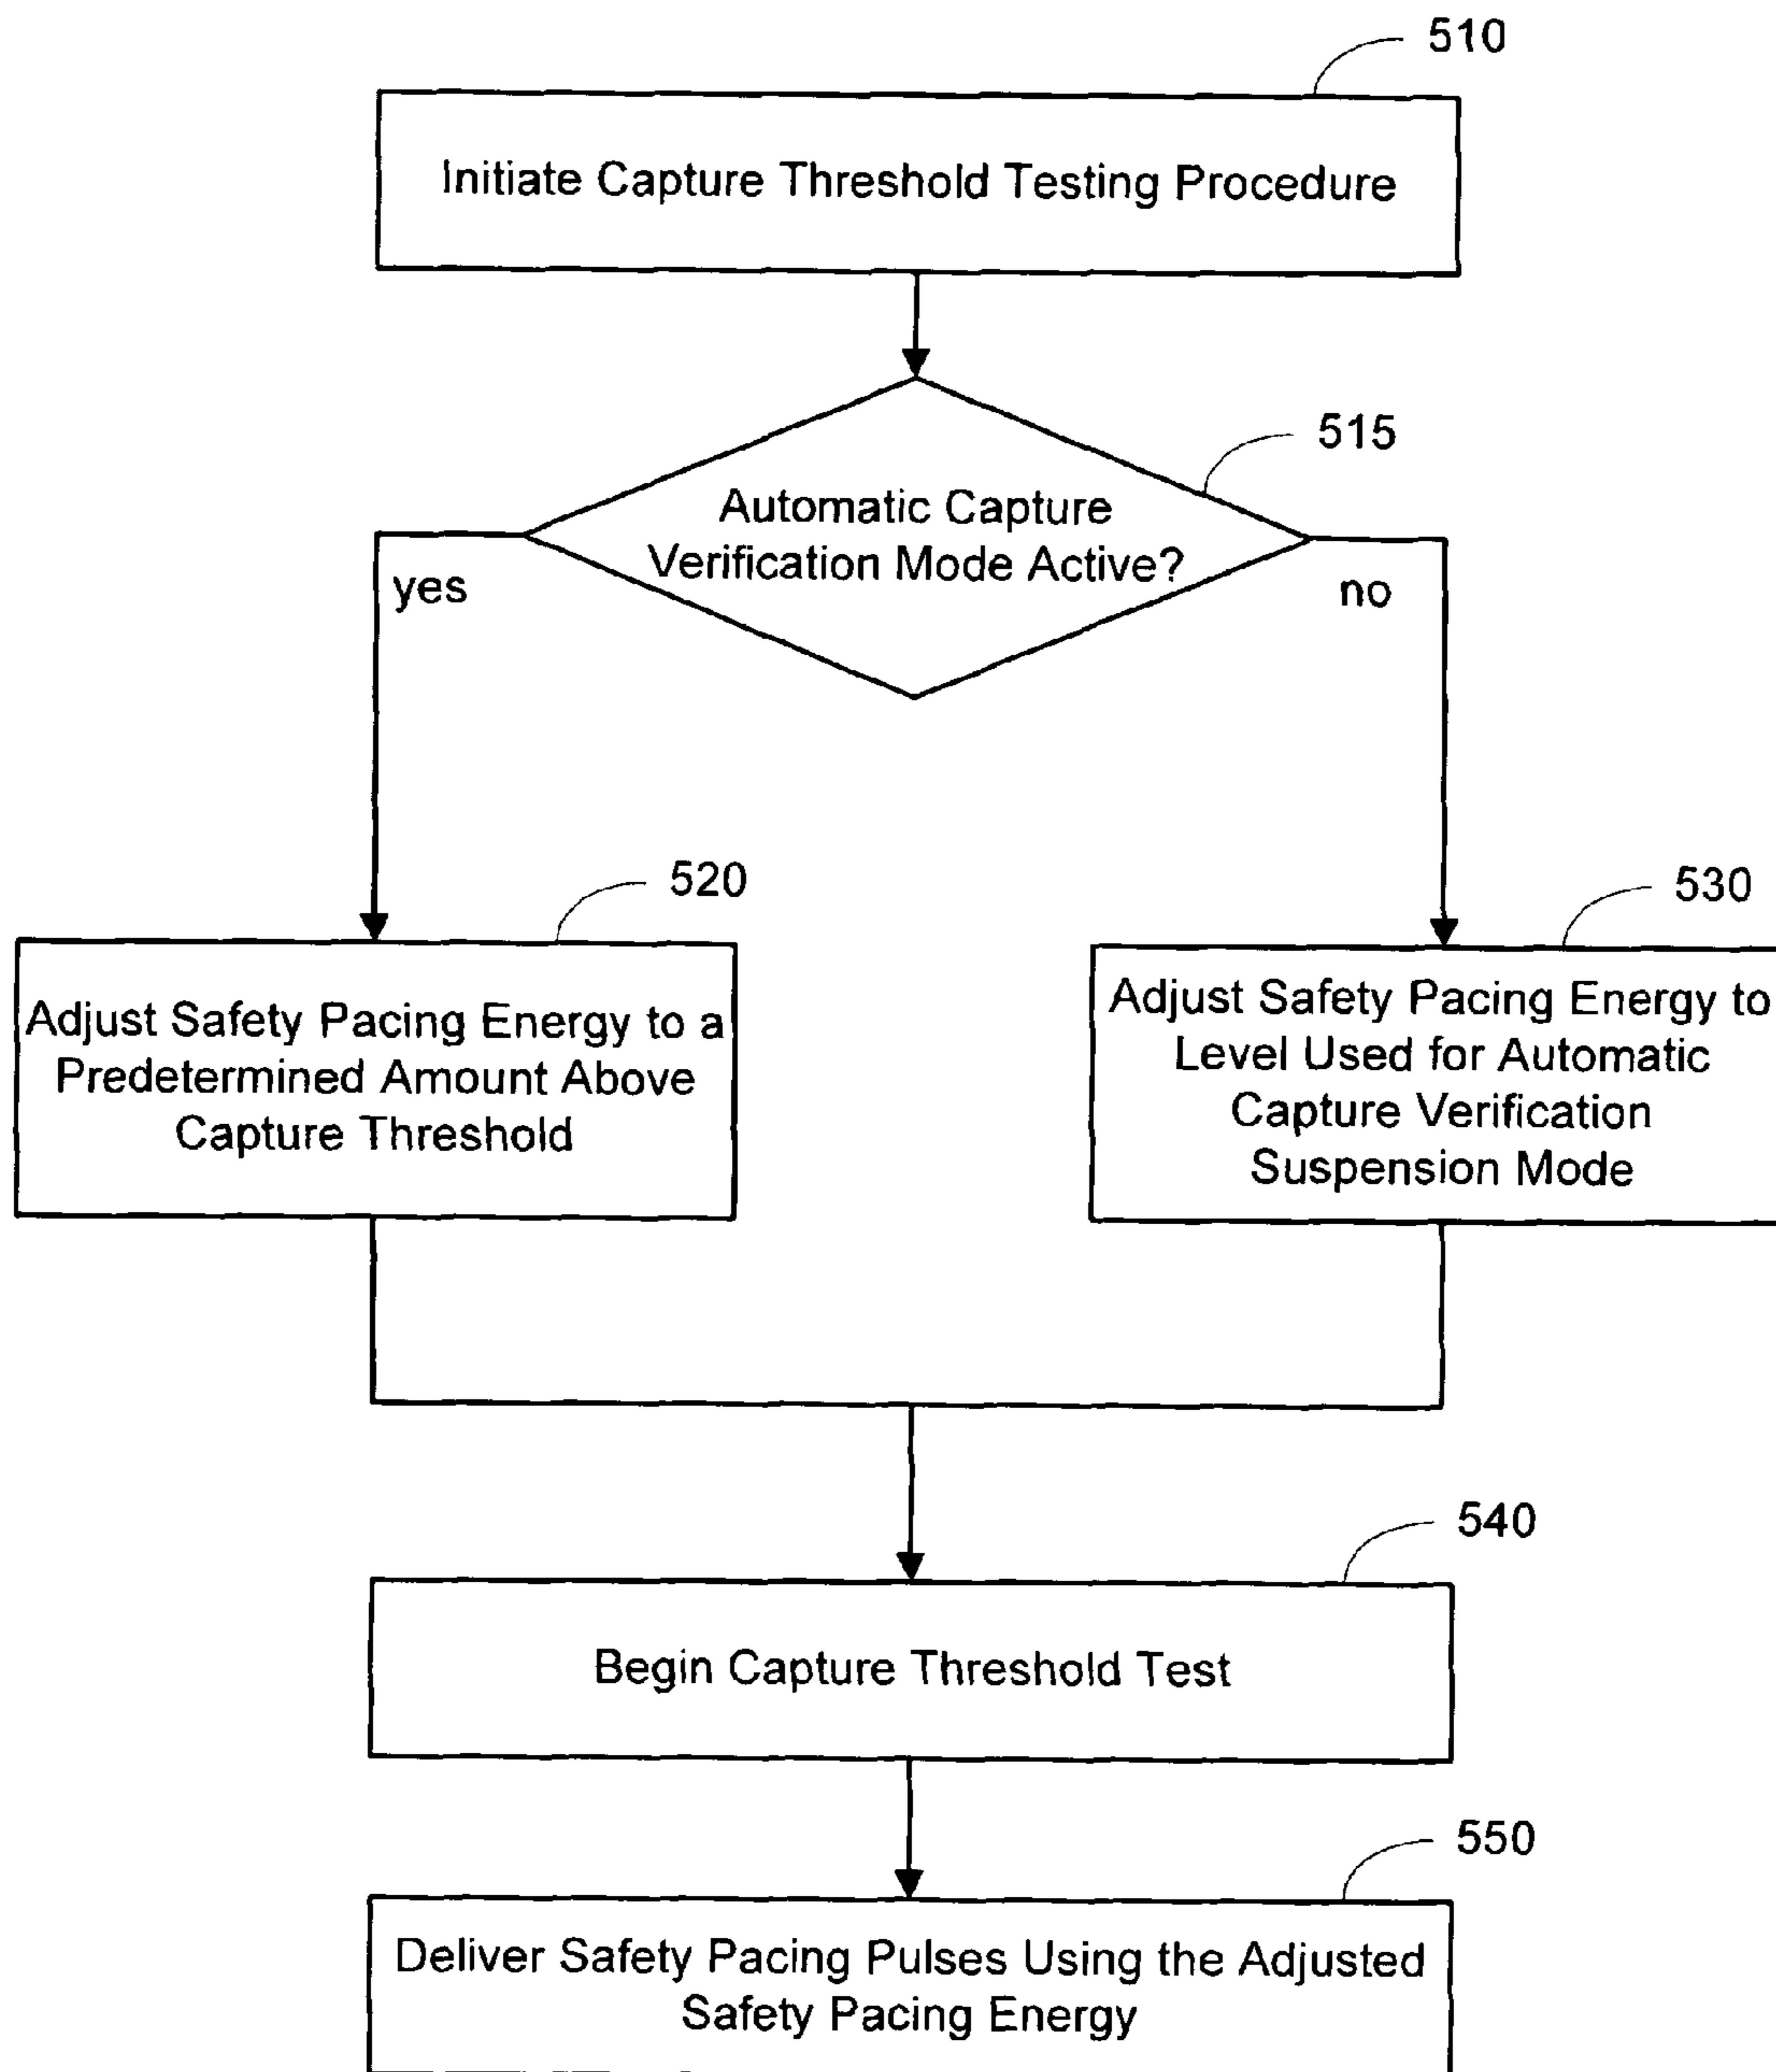 510
Initiate Capture Threshold Testing Procedure
515
Automatic Capture
Verification Mode Active?
yes
no
520
Adjust Safety Pacing Energy to a
Predetermined Amount Above
Capture Threshold
530
Adjust Safety Pacing Energy to
Level Used for Automatic
Capture Verification
Suspension Mode
540
Begin Capture Threshold Test
550
Deliver Safety Pacing Pulses Using the Adjusted
Safety Pacing Energy